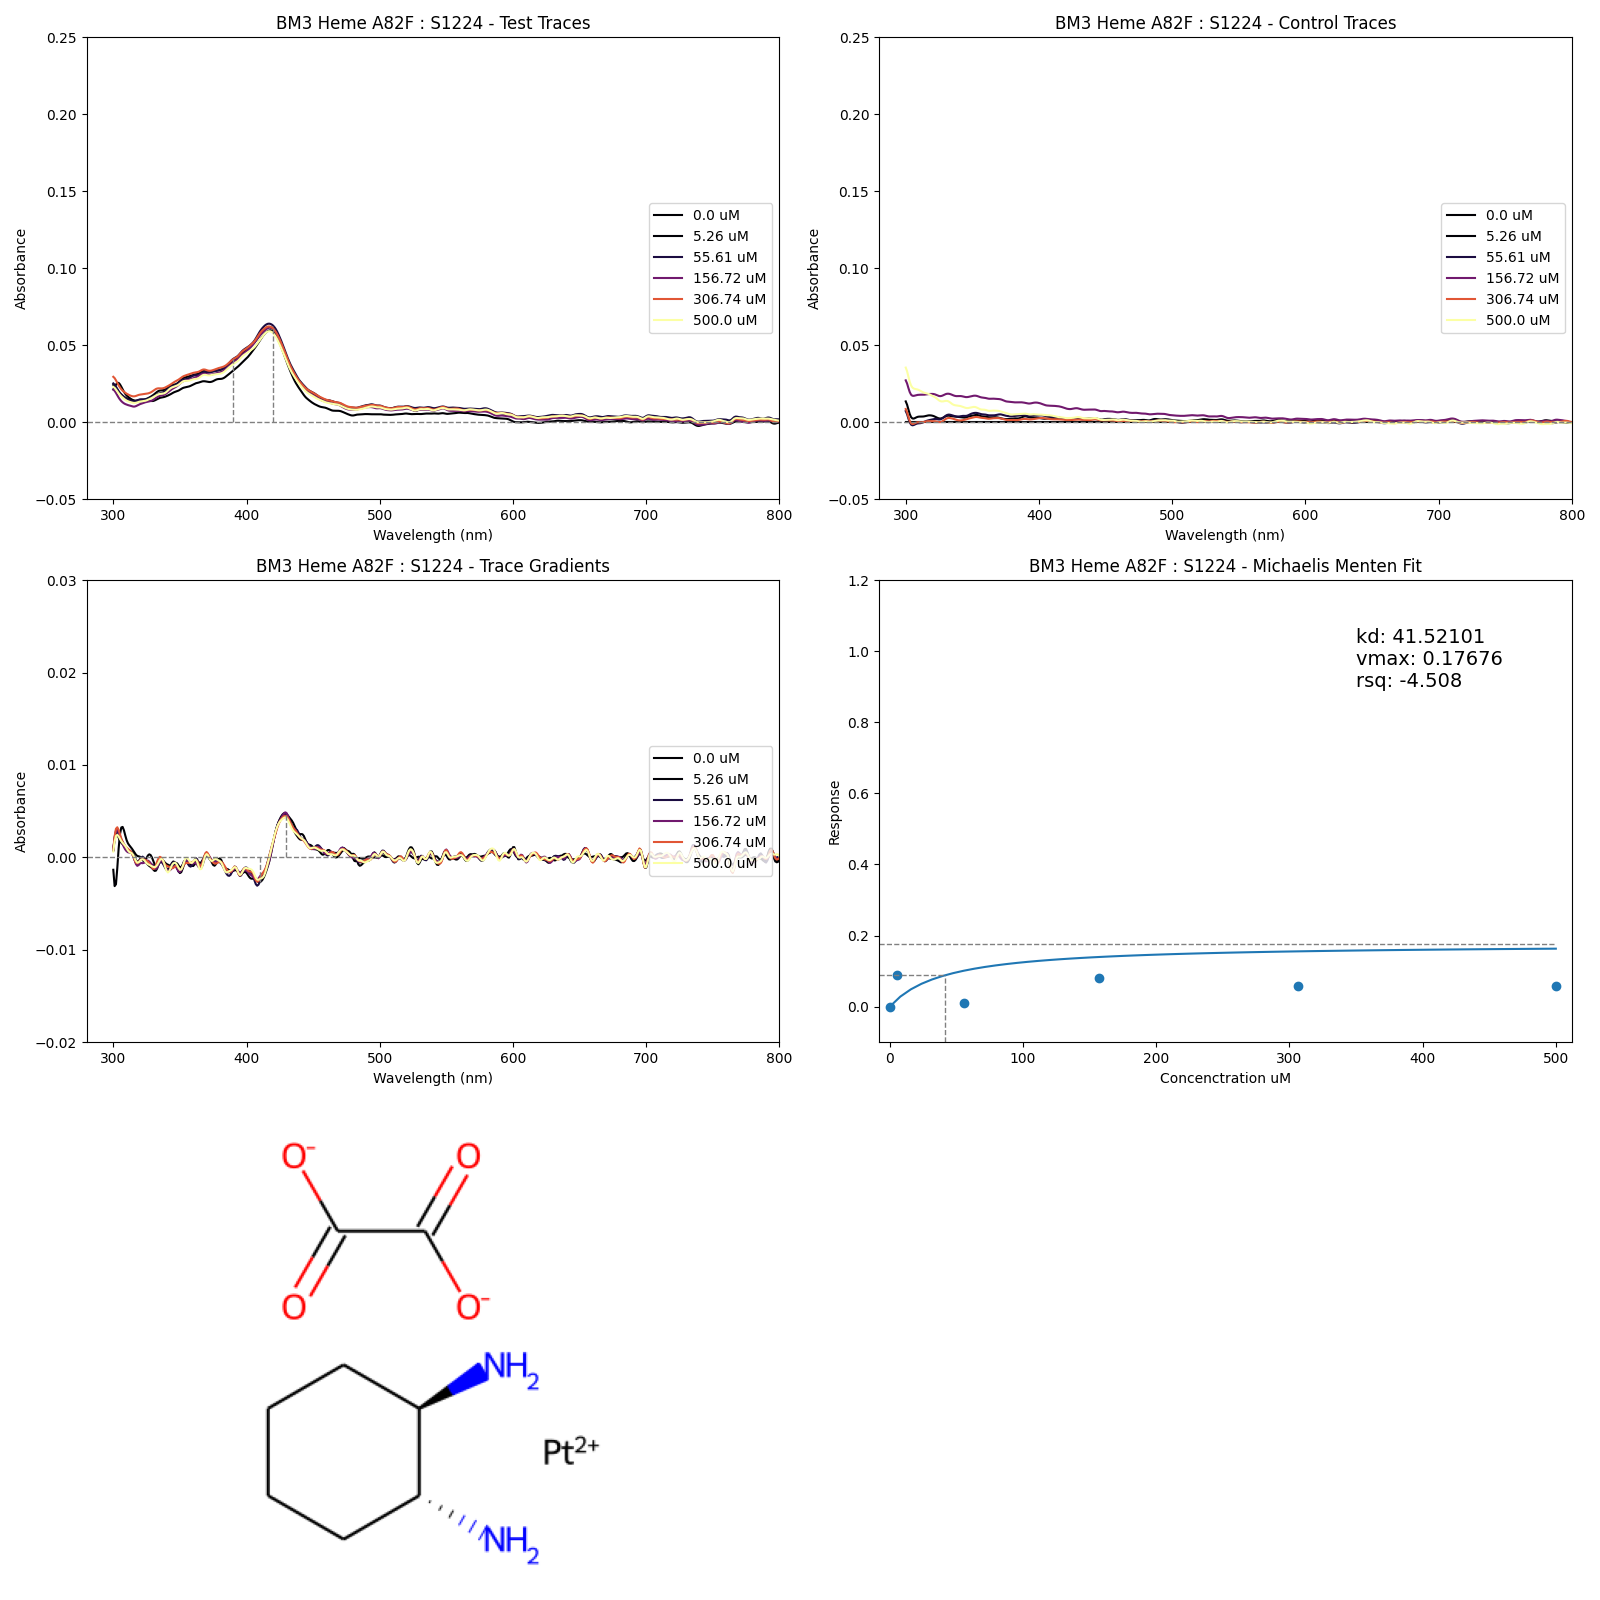 BM3 Heme A82F : S1224 - Test Traces
0.25
0.20
0.15
0.10
0.05
0.00
−0.05
Absorbance
300 400 500 600 700 800
Wavelength (nm)
0.0 uM
5.26 uM
55.61 uM
156.72 uM
306.74 uM
500.0 uM
BM3 Heme A82F : S1224 - Control Traces
0.25
0.20
0.15
0.10
0.05
0.00
−0.05
Absorbance
300 400 500 600 700 800
Wavelength (nm)
0.0 uM
5.26 uM
55.61 uM
156.72 uM
306.74 uM
500.0 uM
BM3 Heme A82F : S1224 - Trace Gradients
0.03
0.02
0.01
0.00
−0.01
−0.02
Absorbance
300 400 500 600 700 800
Wavelength (nm)
0.0 uM
5.26 uM
55.61 uM
156.72 uM
306.74 uM
500.0 uM
BM3 Heme A82F : S1224 - Michaelis Menten Fit
1.2
1.0
0.8
0.6
0.4
0.2
0.0
Response
0 100 200 300 400 500
Concenctration uM
kd: 41.52101
vmax: 0.17676
rsq: -4.508
O⁻ O
O O⁻
NH₂
Pt²⁺
NH₂